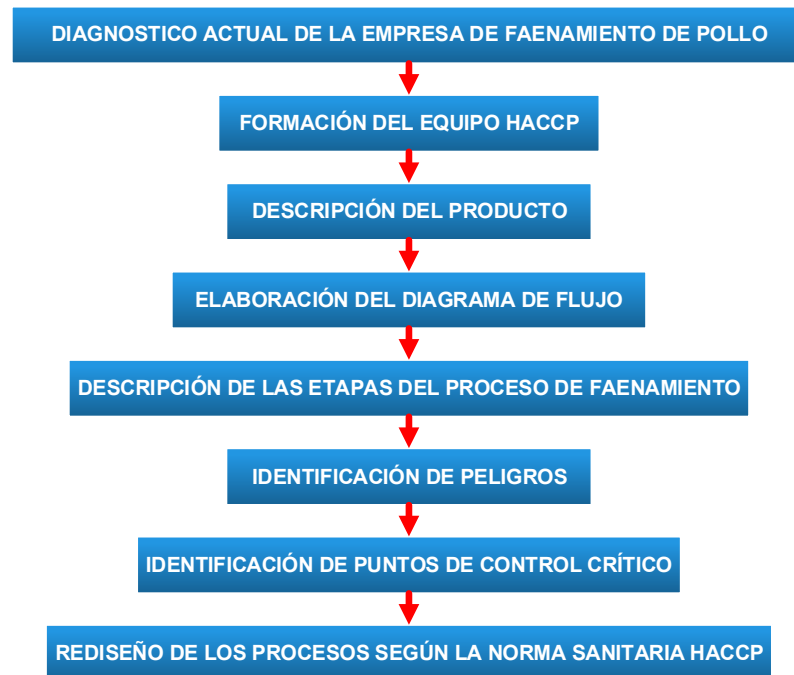 DIAGNOSTICO ACTUAL DE LA EMPRESA DE FAENAMIENTO DE POLLO
FORMACIÓN DEL EQUIPO HACCP
DESCRIPCIÓN DEL PRODUCTO
ELABORACIÓN DEL DIAGRAMA DE FLUJO
DESCRIPCIÓN DE LAS ETAPAS DEL PROCESO DE FAENAMIENTO
IDENTIFICACIÓN DE PELIGROS
IDENTIFICACIÓN DE PUNTOS DE CONTROL CRÍTICO
REDISEÑO DE LOS PROCESOS SEGÚN LA NORMA SANITARIA HACCP